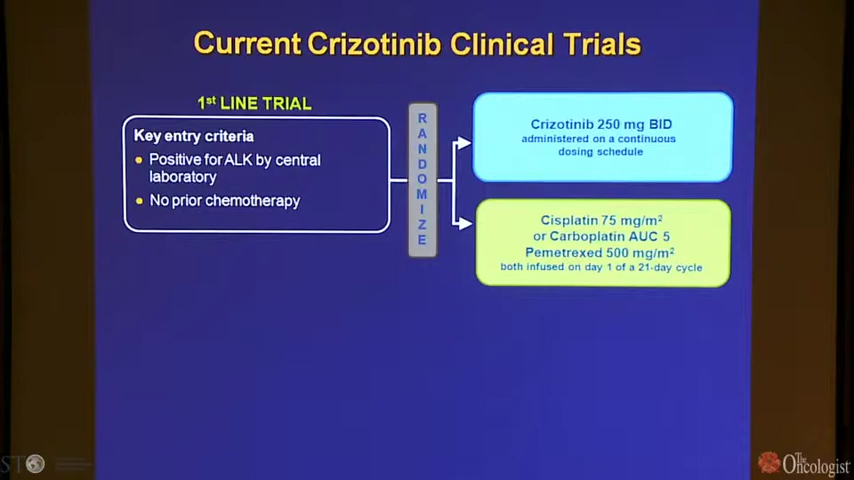 Current Crizotinib Clinical Trials
1st LINE TRIAL
Key entry criteria
• Positive for ALK by central
laboratory
• No prior chemotherapy
RANDOMIZE
Crizotinib 250 mg BID
administered on a continuous
dosing schedule
Cisplatin 75 mg/m²
or Carboplatin AUC 5
Pemetrexed 500 mg/m²
both infused on day 1 of a 21-day cycle
STO
The
Oncologist